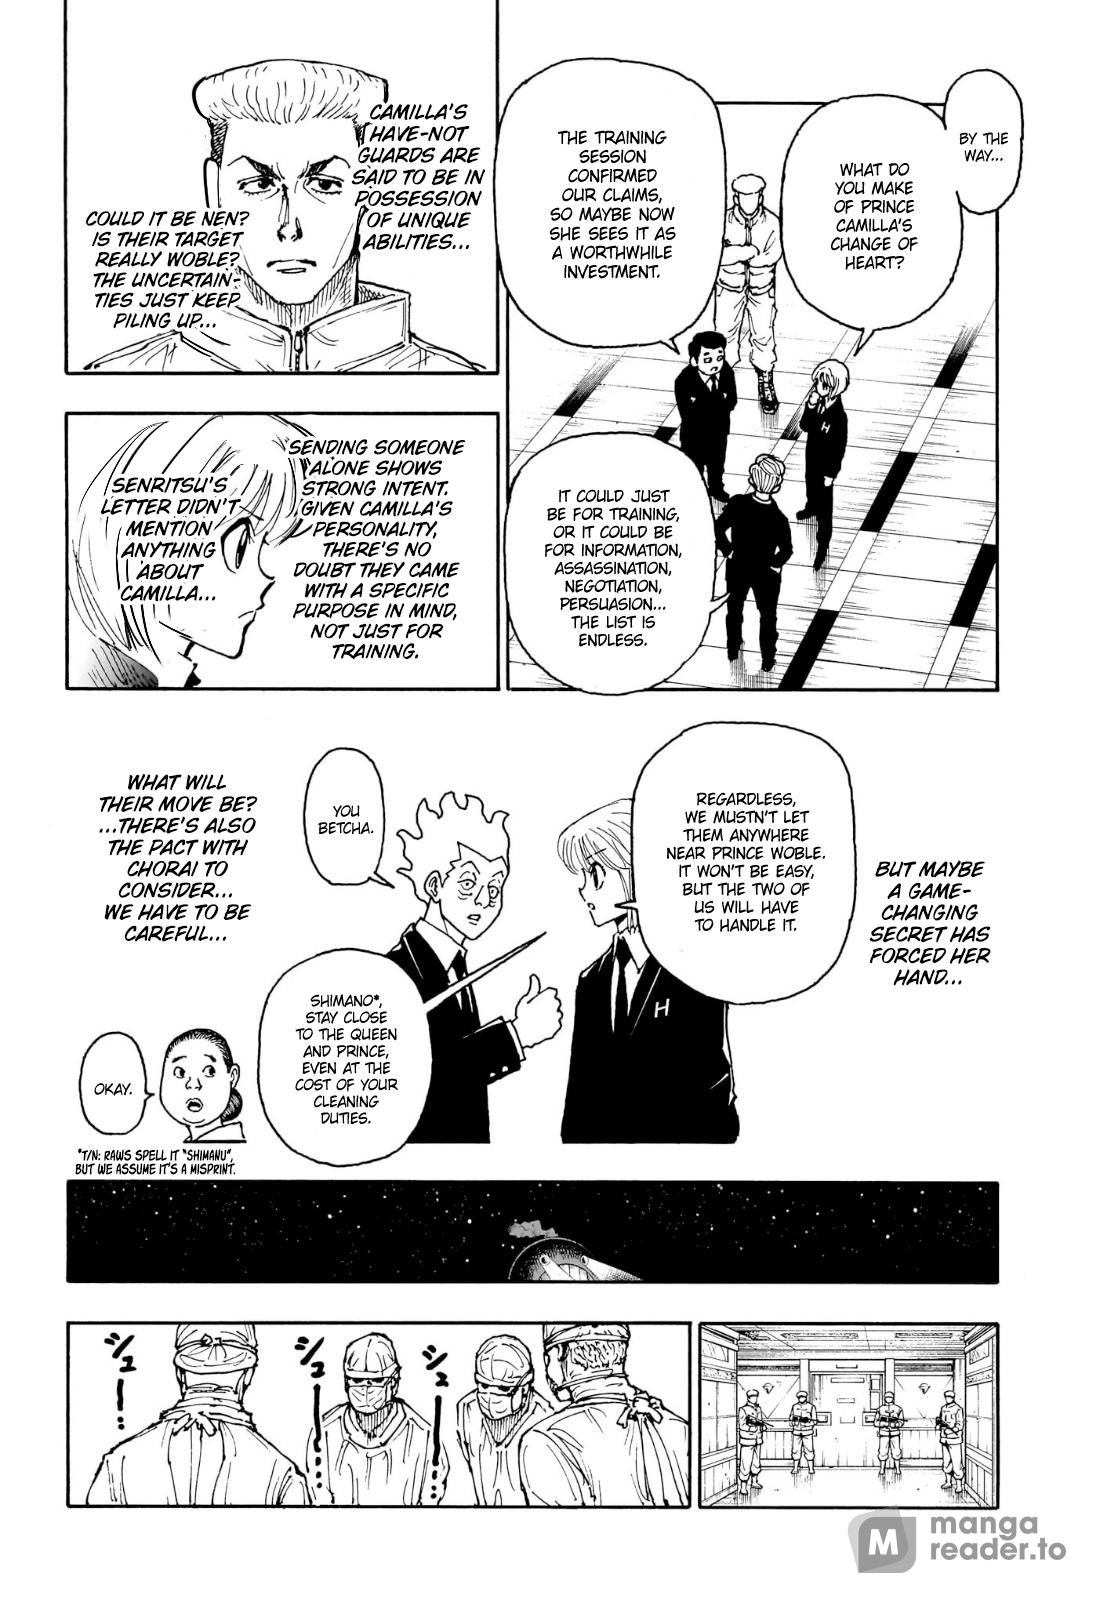 BY THE
WAY...
WHAT DO
YOU MAKE
OF PRINCE
CAMILLA'S
CHANGE OF
HEART?
THE TRAINING
SESSION
CONFIRMED
OUR CLAIMS,
SO MAYBE NOW
SHE SEES IT AS
A WORTHWHILE
INVESTMENT.
H
IT COULD JUST
BE FOR TRAINING,
OR IT COULD BE
FOR INFORMATION,
ASSASSINATION,
NEGOTIATION,
PERSUASION...
THE LIST IS
ENDLESS.
CAMILLA'S
HAVE-NOT
GUARDS ARE
SAID TO BE IN
POSSESSION
OF UNIQUE
ABILITIES...
COULD IT BE NEN?
IS THEIR TARGET
REALLY WOBLE?
THE UNCERTAIN-
TIES JUST KEEP
PILING UP...
SENDING SOMEONE
ALONE SHOWS
STRONG INTENT.
GIVEN CAMILLA'S
PERSONALITY,
THERE'S NO
DOUBT THEY CAME
WITH A SPECIFIC
PURPOSE IN MIND,
NOT JUST FOR
TRAINING.
SENRITSU'S
LETTER DIDN'T
MENTION
ANYTHING
ABOUT
CAMILLA...
BUT MAYBE
A GAME-
CHANGING
SECRET HAS
FORCED HER
HAND...
REGARDLESS,
WE MUSTN'T LET
THEM ANYWHERE
NEAR PRINCE WOBLE.
IT WON'T BE EASY,
BUT THE TWO OF
US WILL HAVE
TO HANDLE IT.
H
YOU
BETCHA.
SHIMANO*,
STAY CLOSE
TO THE QUEEN
AND PRINCE,
EVEN AT THE
COST OF YOUR
CLEANING
DUTIES.
WHAT WILL
THEIR MOVE BE?
...THERE'S ALSO
THE PACT WITH
CHORAI TO
CONSIDER...
WE HAVE TO BE
CAREFUL...
OKAY.
*T/N: RAWS SPELL IT "SHIMANU",
BUT WE ASSUME IT'S A MISPRINT.
シュー…
シュー…
シュー…
M manga
reader.to